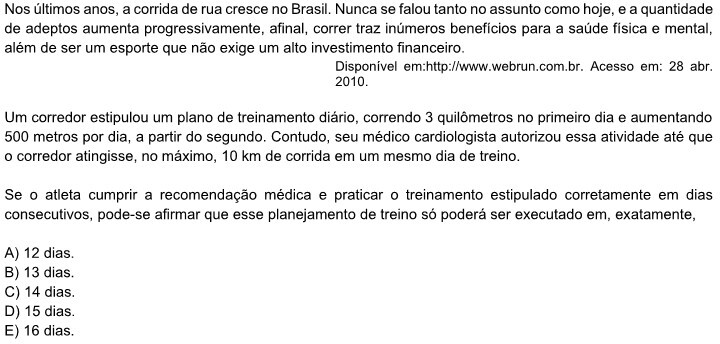 Nos últimos anos, a corrida de rua cresce no Brasil. Nunca se falou tanto no assunto como hoje, e a quantidade
de adeptos aumenta progressivamente, afinal, correr traz inúmeros benefícios para a saúde física e mental,
além de ser um esporte que não exige um alto investimento financeiro.
Disponível em:http://www.webrun.com.br. Acesso em: 28 abr.
2010.
Um corredor estipulou um plano de treinamento diário, correndo 3 quilômetros no primeiro dia e aumentando
500 metros por dia, a partir do segundo. Contudo, seu médico cardiologista autorizou essa atividade até que
o corredor atingisse, no máximo, 10 km de corrida em um mesmo dia de treino.
Se o atleta cumprir a recomendação médica e praticar o treinamento estipulado corretamente em dias
consecutivos, pode-se afirmar que esse planejamento de treino só poderá ser executado em, exatamente,
A) 12 dias.
B) 13 dias.
C) 14 dias.
D) 15 dias.
E) 16 dias.